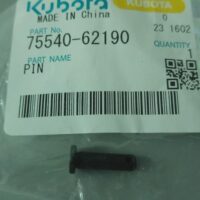 Kubota
KUBOTA
MADE IN China
0
23 1602
PART No.
75540-62190
QUANTITY
1
PART NAME
PIN